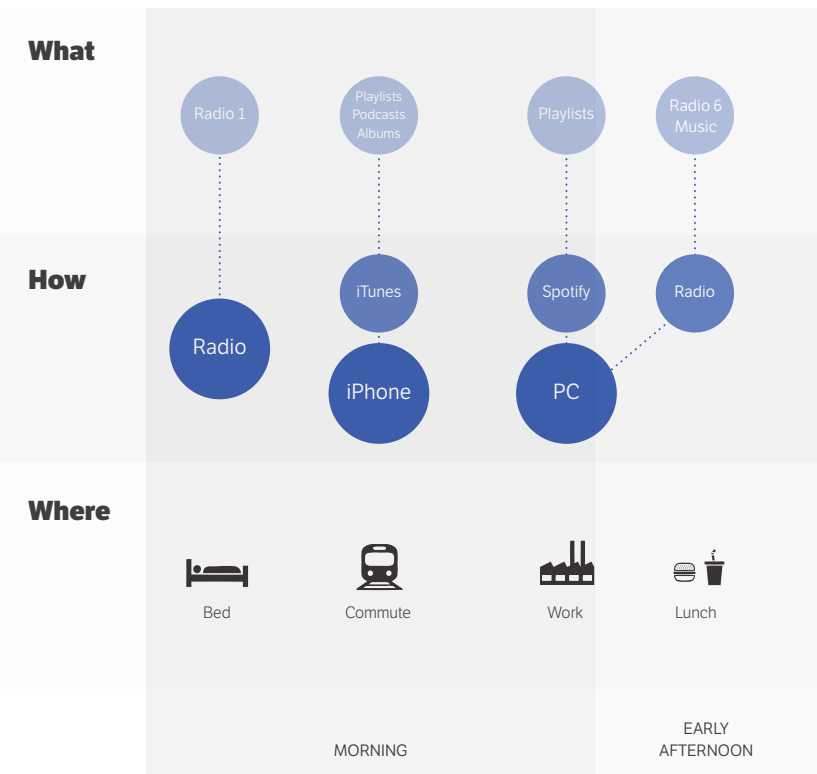 What
Radio 1
Playlists
Podcasts
Albums
Playlists
Radio 6
Music
How
iTunes
Spotify
Radio
Radio
iPhone
PC
Where
Bed
Commute
Work
Lunch
MORNING
EARLY
AFTERNOON